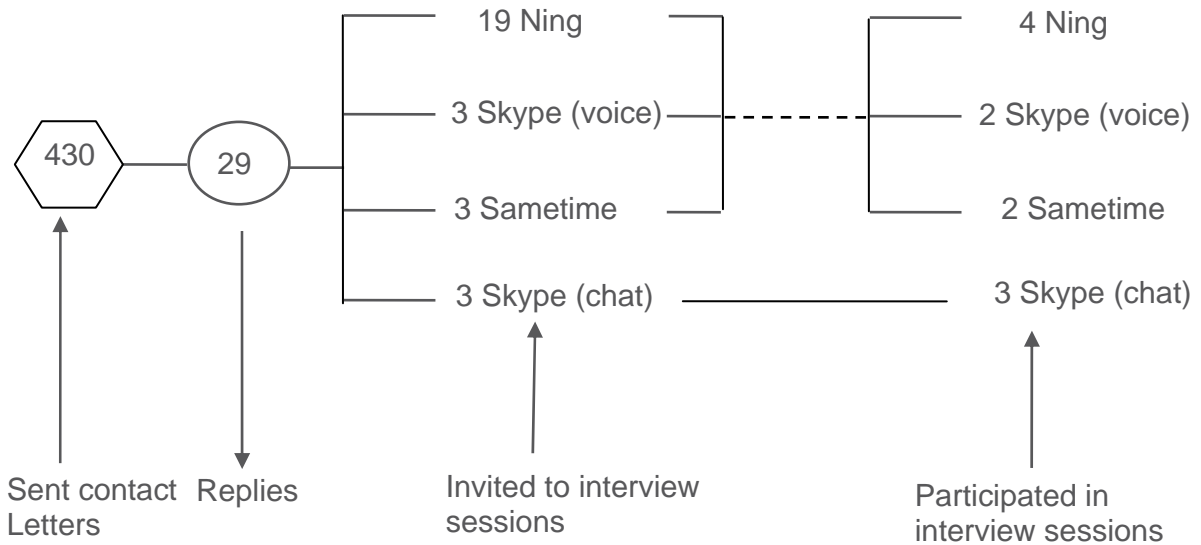 19 Ning
4 Ning
3 Skype (voice)
2 Skype (voice)
430
29
3 Sametime
2 Sametime
3 Skype (chat)
3 Skype (chat)
Sent contact
Letters
Replies
Invited to interview
sessions
Participated in
interview sessions